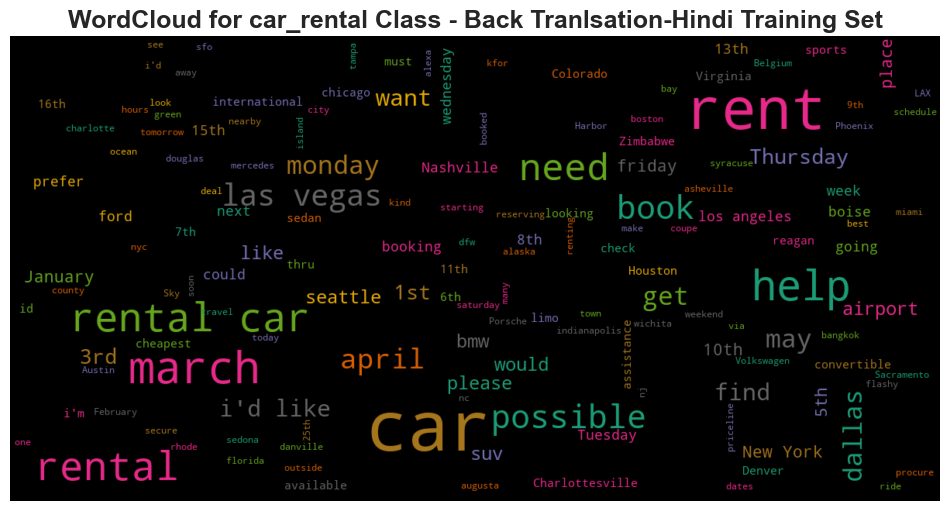 WordCloud for car_rental Class - Back Tranlsation-Hindi Training Set
see sfo tampa alexa 13th sports place
i'd away must kfor Colorado Virginia Belgium LAX
16th hours look international chicago want wednesday rent bay 9th schedule
green nearby city booked Harbor boston Phoenix
charlotte tomorrow 15th island Zimbabwe
ocean douglas mercedes monday Nashville need friday syracuse Thursday
prefer deal las vegas kind asheville week
ford next sedan starting reserving looking book los angeles boise miami
7th make coupe best
nyc like booking dfw 8th alaska renting check reagan going
January could thru 11th Houston help
county Sky soon seattle 1st 6th saturday many get airport
id travel Porsche limo town weekend
rental car today indianapolis wichita via may bangkok
cheapest 3rd april bmw assistance 10th convertible
Austin march would Volkswagen Sacramento
please nj find flashy
i'm February i'd like nc possible 5th dallas
one secure 25th car Tuesday priceline
rhode sedona danville suv New York
rental florida outside Denver procure
available augusta Charlottesville dates ride